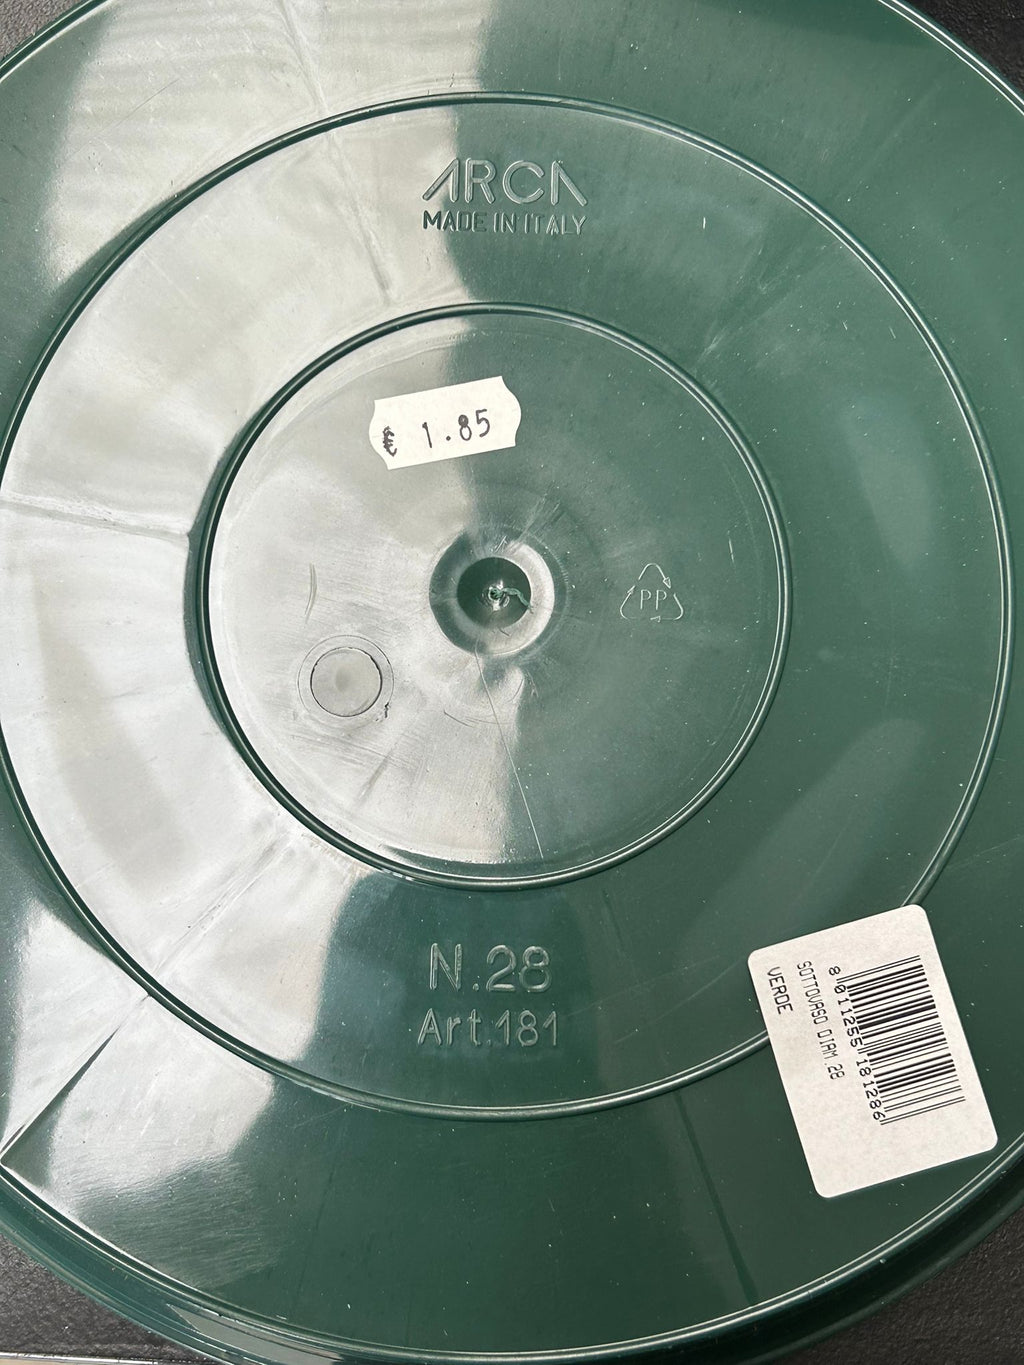 ARCA
MADE IN ITALY
€ 1.85
PP
N.28
Art.181
8 011255 181286
SOTTOVASO DIAM 28
VERDE